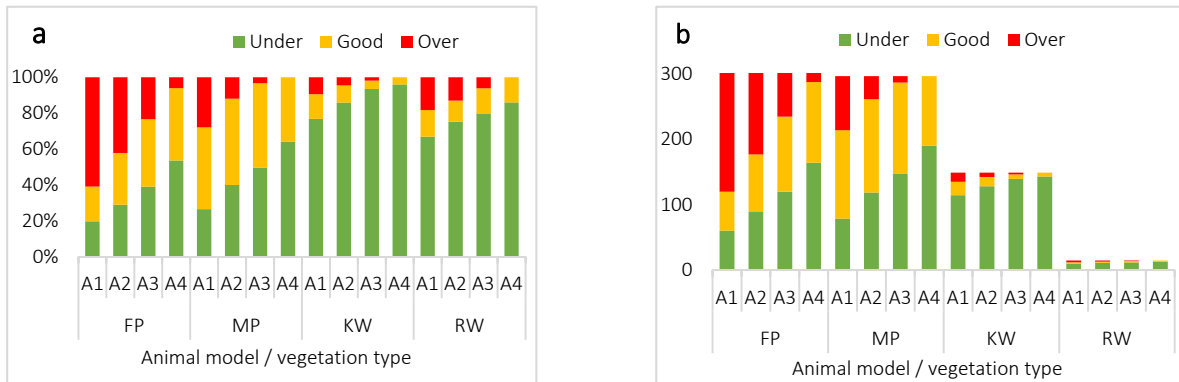 a
Under Good Over
100%
80%
60%
40%
20%
0%
A1 A2 A3 A4 A1 A2 A3 A4 A1 A2 A3 A4 A1 A2 A3 A4
FP MP KW RW
Animal model / vegetation type
b
Under Good Over
300
200
100
0
A1 A2 A3 A4 A1 A2 A3 A4 A1 A2 A3 A4 A1 A2 A3 A4
FP MP KW RW
Animal model / vegetation type